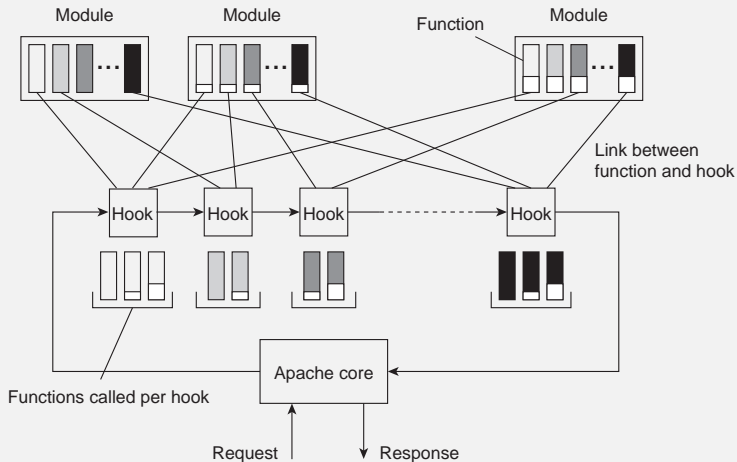 Module
Module
Module
Function
Link between
function and hook
Hook
Hook
Hook
Hook
Functions called per hook
Apache core
Request
Response